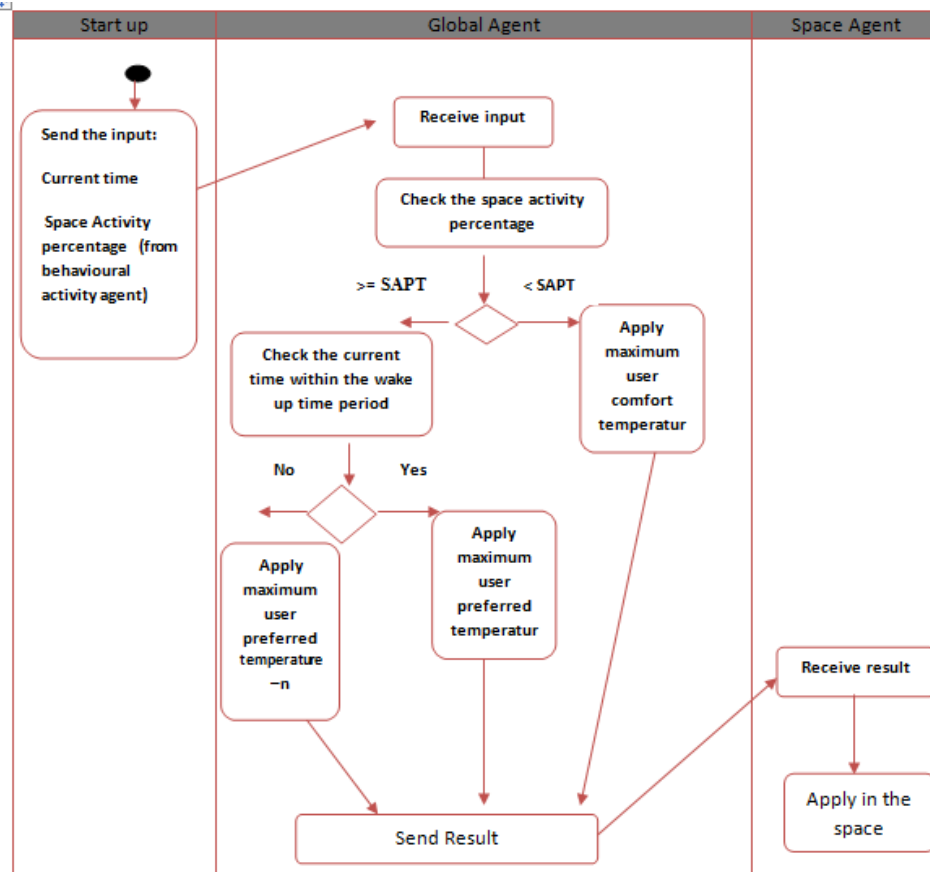 Start up
Global Agent
Space Agent
Send the input:
Current time
Space Activity
percentage (from
behavioural
activity agent)
Receive input
Check the space activity
percentage
>= SAPT
< SAPT
Check the current
time within the wake
up time period
Apply
maximum
user
comfort
temperatur
No
Yes
Apply
maximum
user
preferred
temperature
–n
Apply
maximum
user
preferred
temperatur
Send Result
Receive result
Apply in the
space